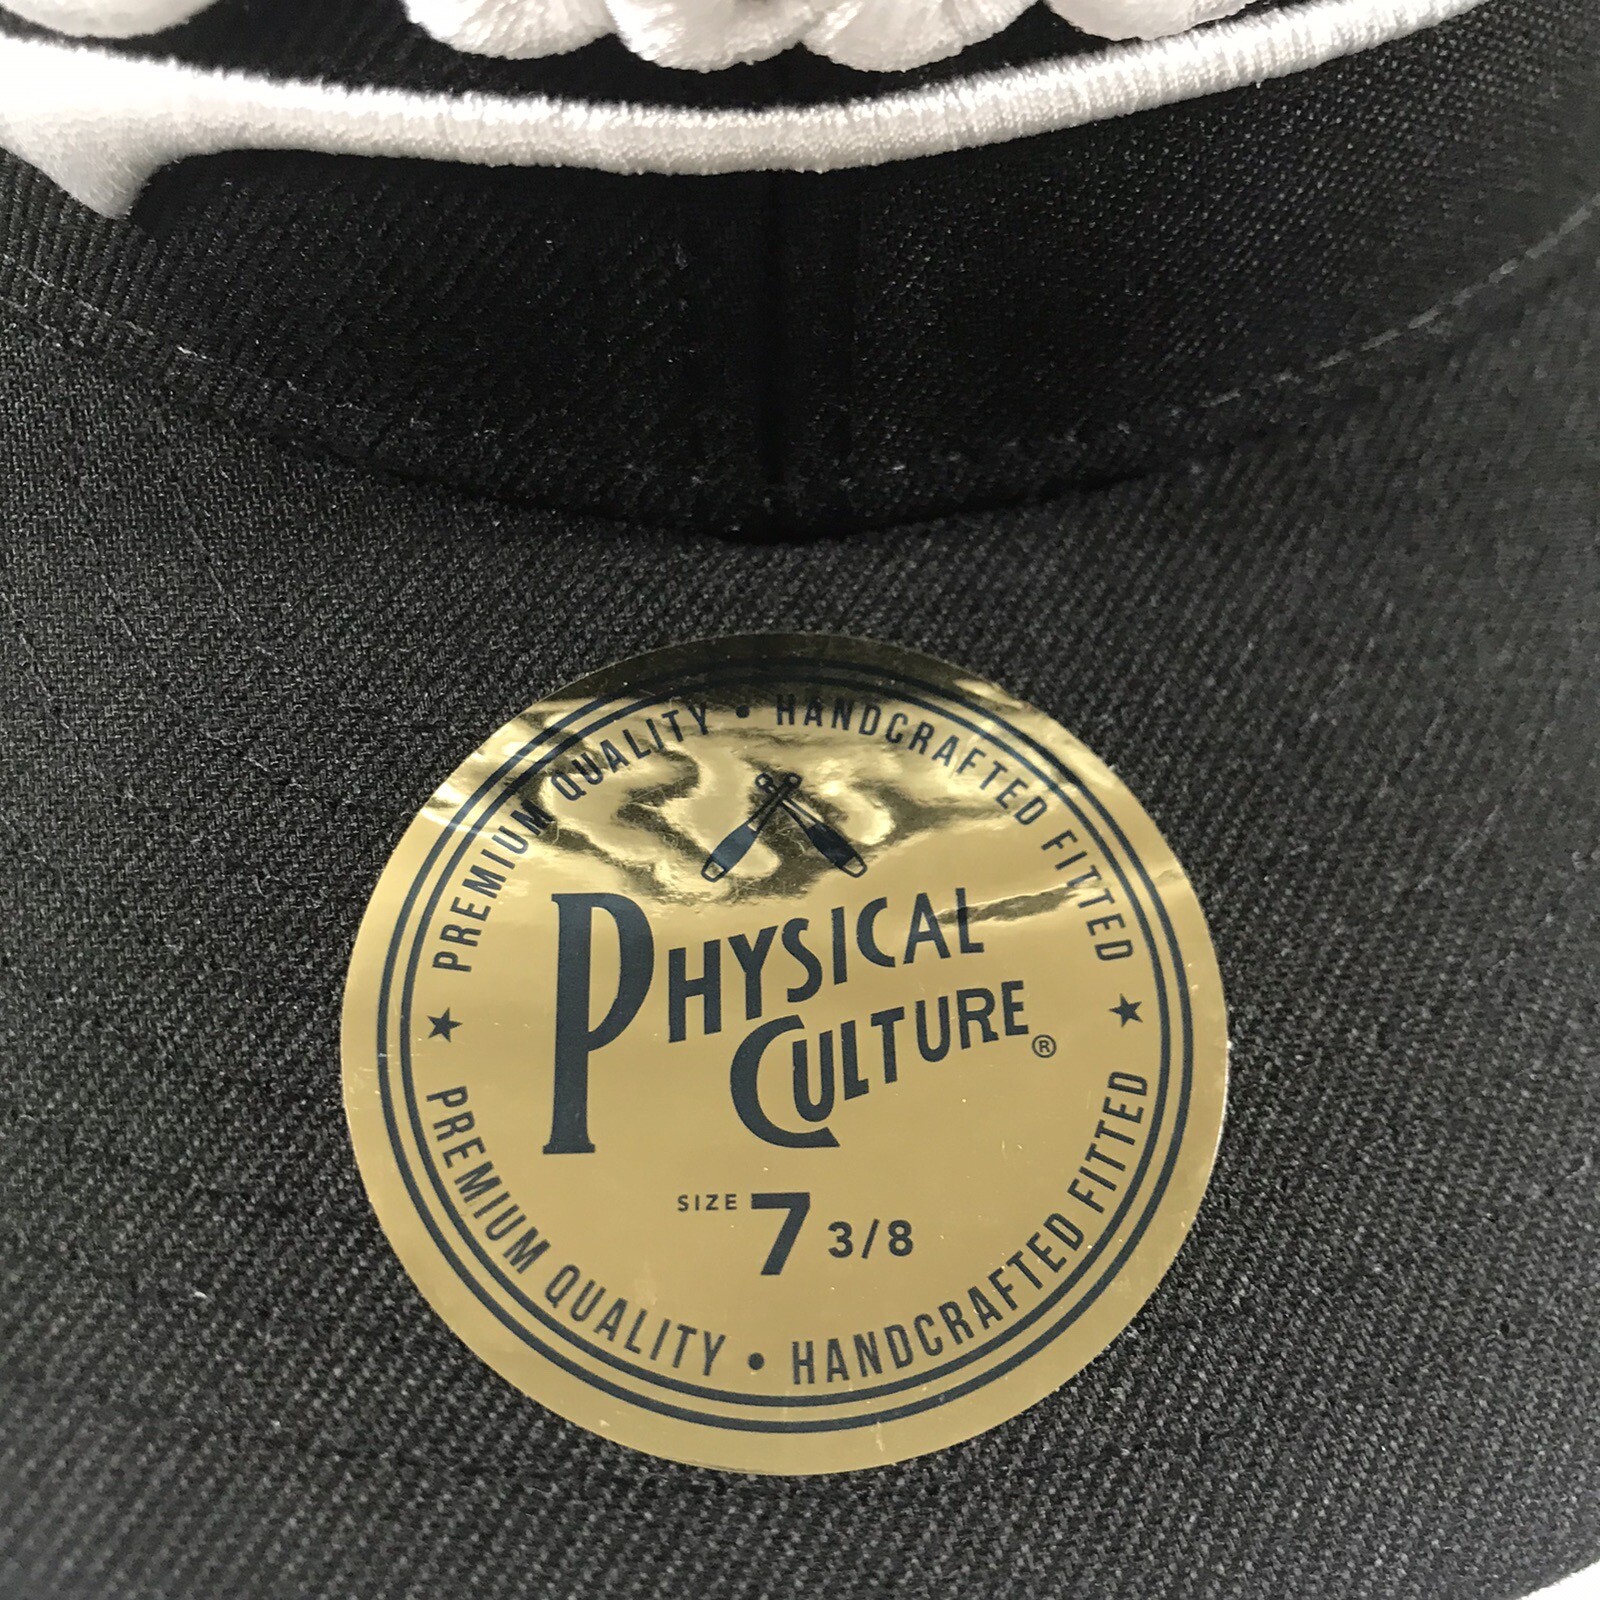 PREMIUM QUALITY • HANDCRAFTED FITTED
PHYSICAL
CULTURE®
SIZE 7 3/8
PREMIUM QUALITY • HANDCRAFTED FITTED